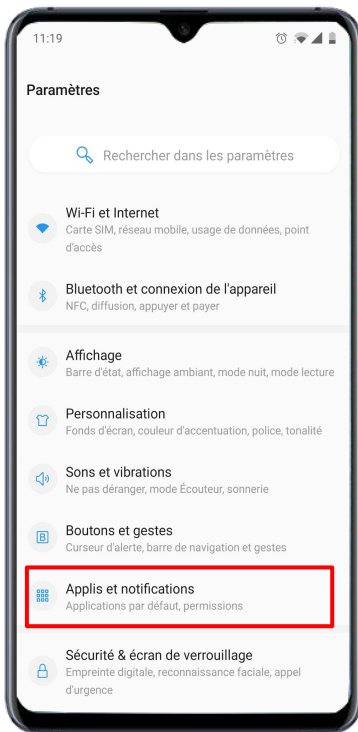 11:19
Paramètres
Rechercher dans les paramètres
Wi-Fi et Internet
Carte SIM, réseau mobile, usage de données, point
d'accès
Bluetooth et connexion de l'appareil
NFC, diffusion, appuyer et payer
Affichage
Barre d'état, affichage ambiant, mode nuit, mode lecture
Personnalisation
Fonds d'écran, couleur d'accentuation, police, tonalité
Sons et vibrations
Ne pas déranger, mode Écouteur, sonnerie
Boutons et gestes
Curseur d'alerte, barre de navigation et gestes
Applis et notifications
Applications par défaut, permissions
Sécurité & écran de verrouillage
Empreinte digitale, reconnaissance faciale, appel
d'urgence